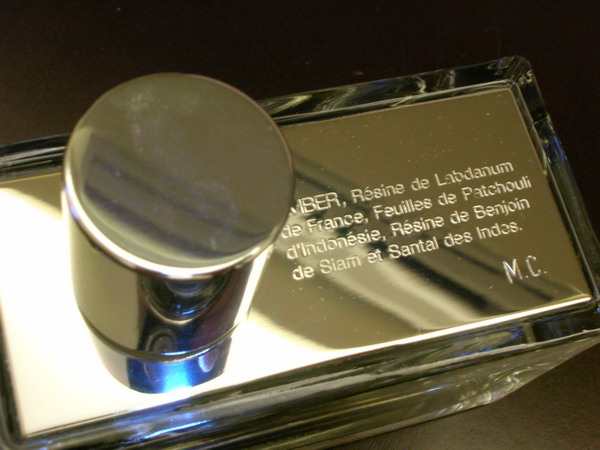 MBER, Résine de Labdanum
de France, Feuilles de Patchouli
d'Indonésie, Résine de Benjoin
de Siam et Santal des Indes.
M.C.